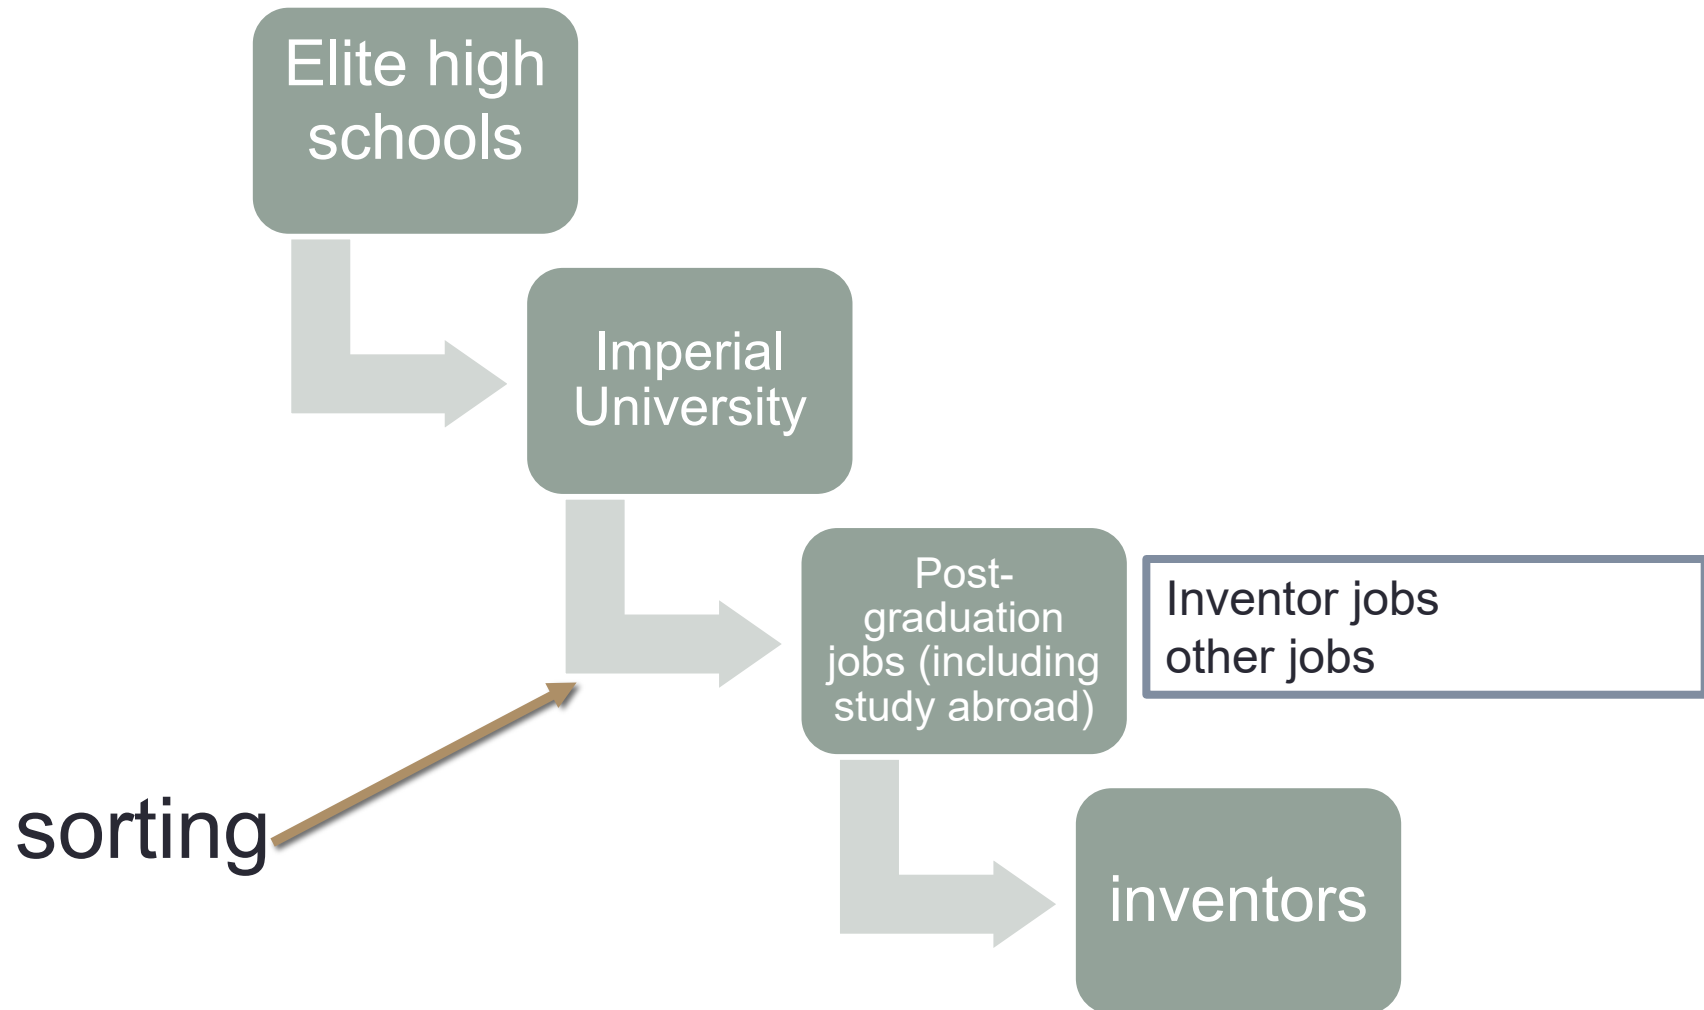 Elite high
schools
Imperial
University
Post-
graduation
jobs (including
study abroad)
Inventor jobs
other jobs
sorting
inventors